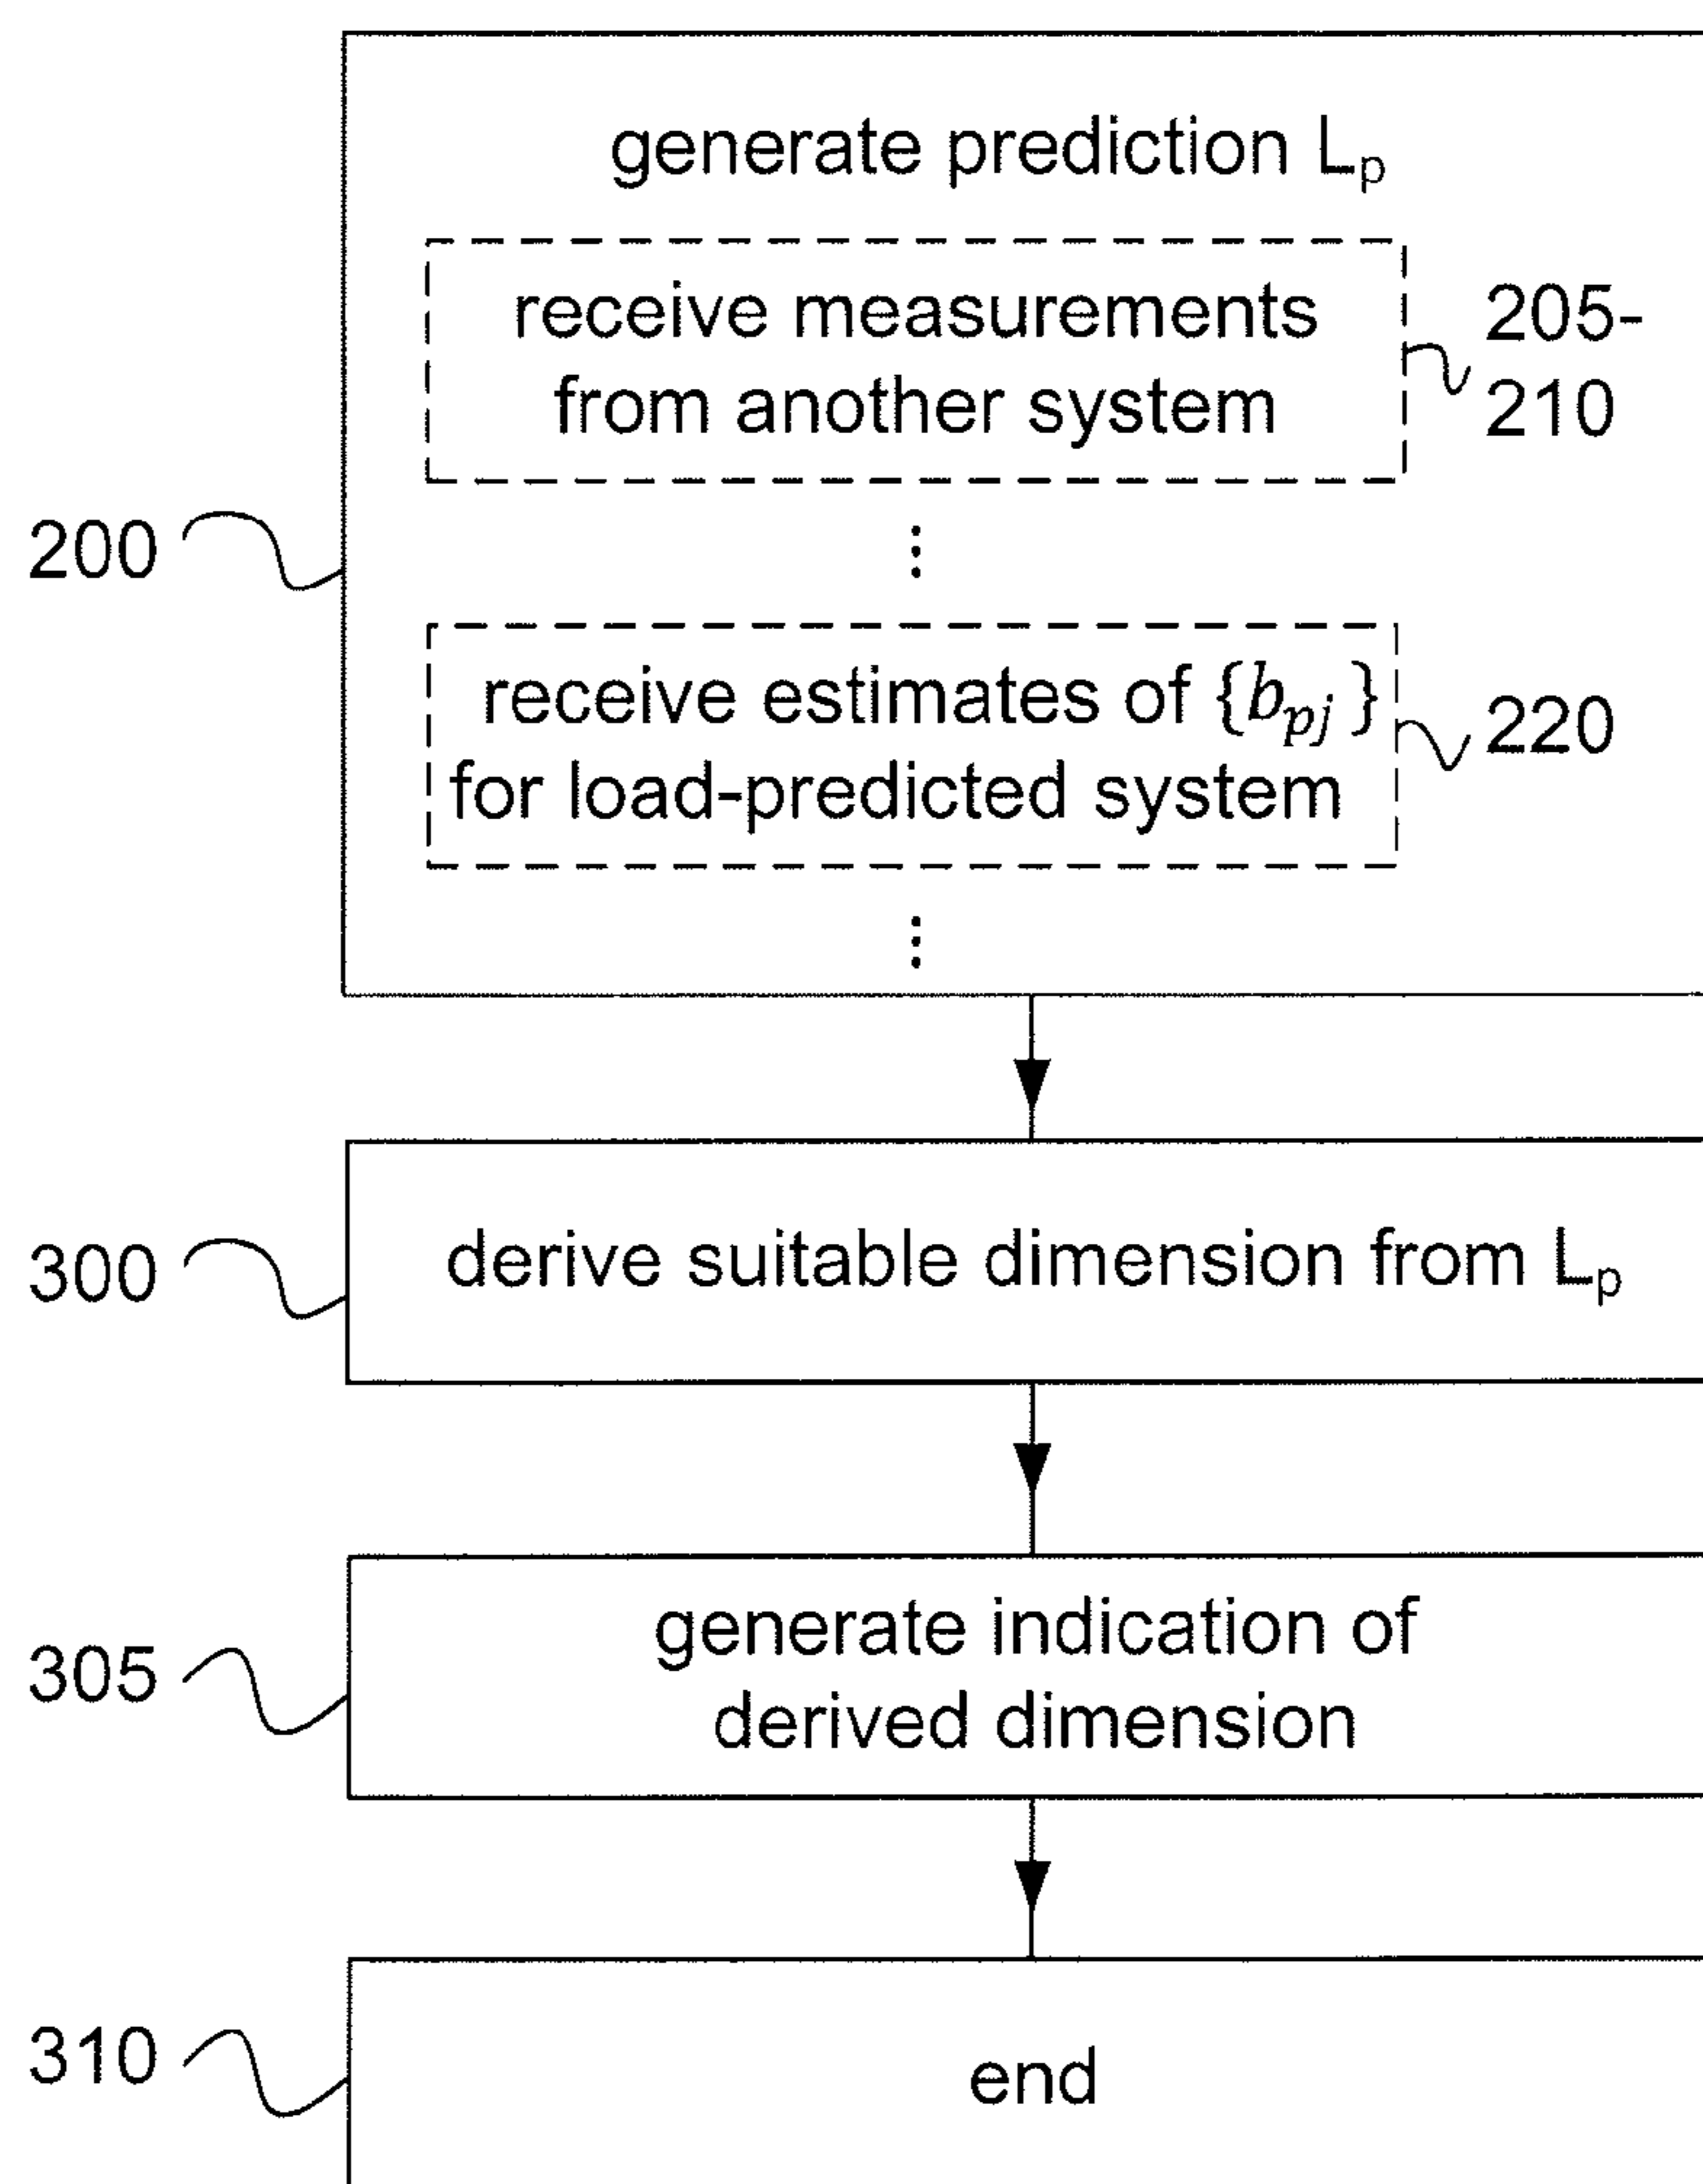 generate prediction Lₚ
receive measurements
from another system
205-
210
⋮
200
receive estimates of {bₚⱼ}
for load-predicted system
220
⋮
300
derive suitable dimension from Lₚ
305
generate indication of
derived dimension
310
end